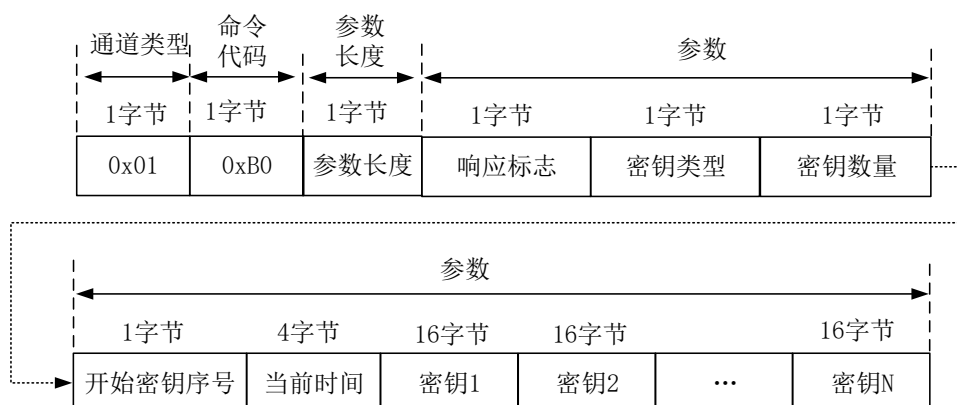 通道类型 命令代码 参数长度 参数
1字节 1字节 1字节 1字节 1字节 1字节
0x01 0xB0 参数长度 响应标志 密钥类型 密钥数量
参数
1字节 4字节 16字节 16字节 16字节
开始密钥序号 当前时间 密钥1 密钥2 … 密钥N